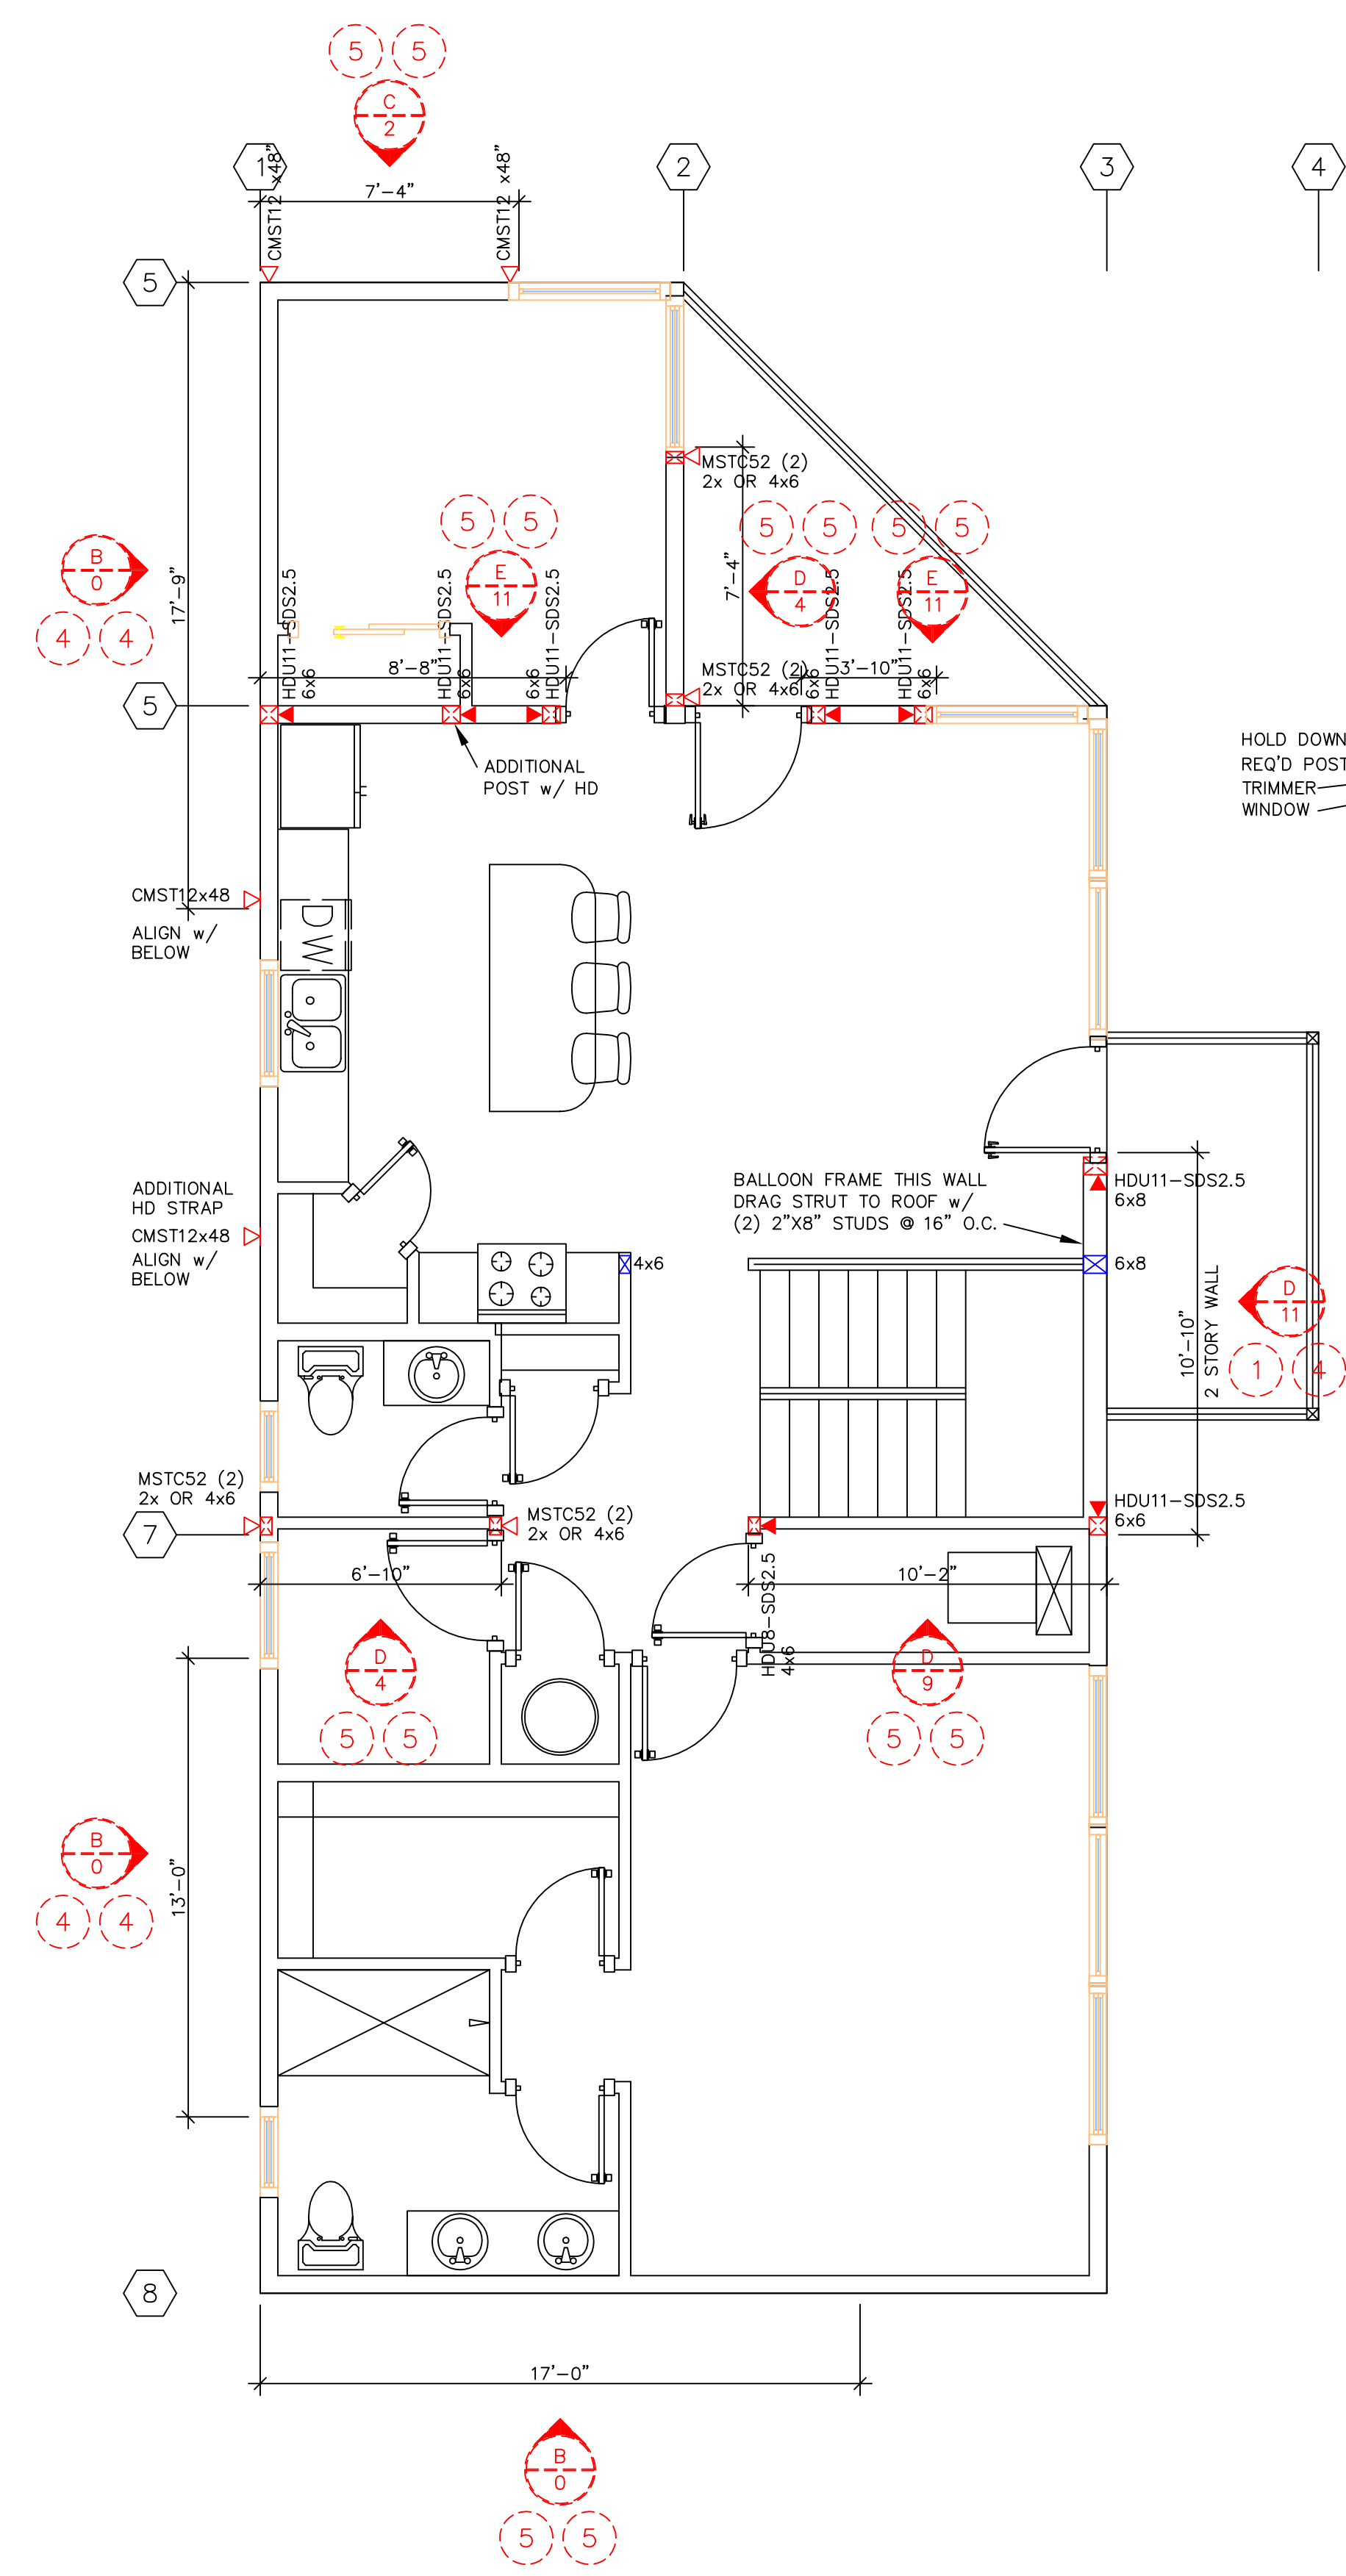 5 5
C
2
1
2
3
4
CMST12 x48"
CMST12 x48"
7'-4"
5
17'-9"
MSTC52 (2)
2x OR 4x6
7'-4"
B
0
4 4
5 5
E
11
5 5
D
4
5 5
E
11
HDU11-SDS2.5
6x6
HDU11-SDS2.5
6x6
HDU11-SDS2.5
6x6
8'-8"
MSTC52 (2)
2x OR 4x6
HDU11-SDS2.5
6x6
HDU11-SDS2.5
6x6
3'-10"
5
ADDITIONAL
POST w/ HD
HOLD DOWN
REQ'D POST
TRIMMER
WINDOW
CMST12x48
ALIGN w/
BELOW
DW
ADDITIONAL
HD STRAP
CMST12x48
ALIGN w/
BELOW
4x6
BALLOON FRAME THIS WALL
DRAG STRUT TO ROOF w/
(2) 2"X8" STUDS @ 16" O.C.
HDU11-SDS2.5
6x8
6x8
10'-10"
2 STORY WALL
D
11
1 4
MSTC52 (2)
2x OR 4x6
7
MSTC52 (2)
2x OR 4x6
HDU11-SDS2.5
6x6
6'-10"
HDU8-SDS2.5
4x6
10'-2"
D
4
5 5
D
9
5 5
13'-0"
B
0
4 4
8
17'-0"
B
0
5 5